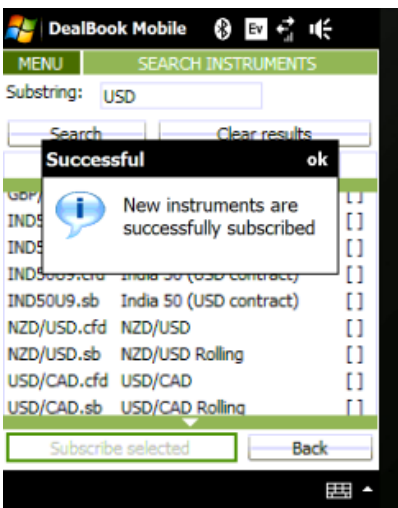 DealBook Mobile Ev
MENU SEARCH INSTRUMENTS
Substring: USD
Search Clear results
Successful ok
New instruments are
successfully subscribed
[ ]
IND5 [ ]
IND5 [ ]
India 50 (USD contract) [ ]
IND50U9.sb India 50 (USD contract) [ ]
NZD/USD.cfd NZD/USD [ ]
NZD/USD.sb NZD/USD Rolling [ ]
USD/CAD.cfd USD/CAD [ ]
USD/CAD.sb USD/CAD Rolling [ ]
Subscribe selected Back